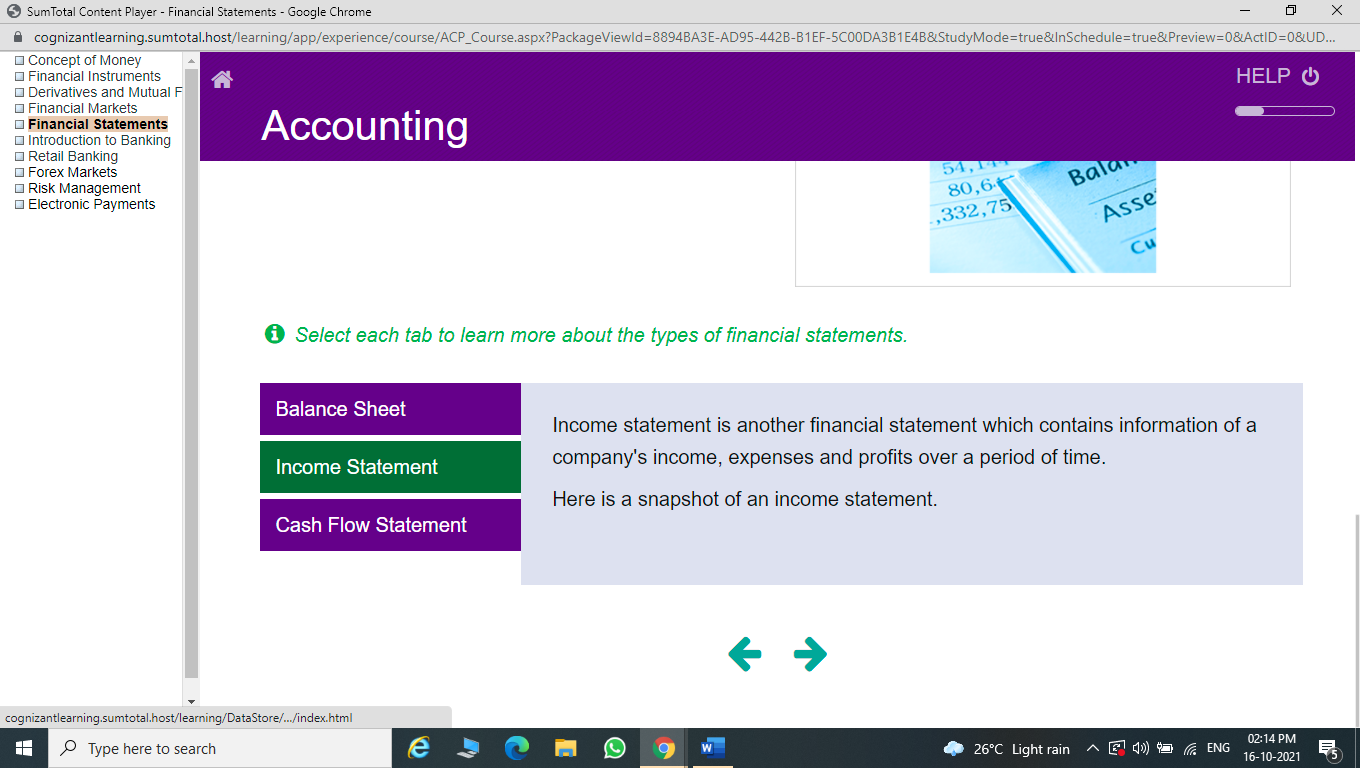 SumTotal Content Player - Financial Statements - Google Chrome
cognizantlearning.sumtotal.host/learning/app/experience/course/ACP_Course.aspx?PackageViewId=8894BA3E-AD95-442B-B1EF-5C00DA3B1E4B&StudyMode=true&InSchedule=true&Preview=0&ActID=0&UD...
Concept of Money
Financial Instruments
Derivatives and Mutual F
Financial Markets
Financial Statements
Introduction to Banking
Retail Banking
Forex Markets
Risk Management
Electronic Payments
HELP
Accounting
54,144
80,64
,332,75
Balan
Asse
Cu
Select each tab to learn more about the types of financial statements.
Balance Sheet
Income Statement
Cash Flow Statement
Income statement is another financial statement which contains information of a
company's income, expenses and profits over a period of time.
Here is a snapshot of an income statement.
cognizantlearning.sumtotal.host/learning/DataStore/.../index.html
Type here to search
26°C Light rain
ENG
02:14 PM
16-10-2021
5